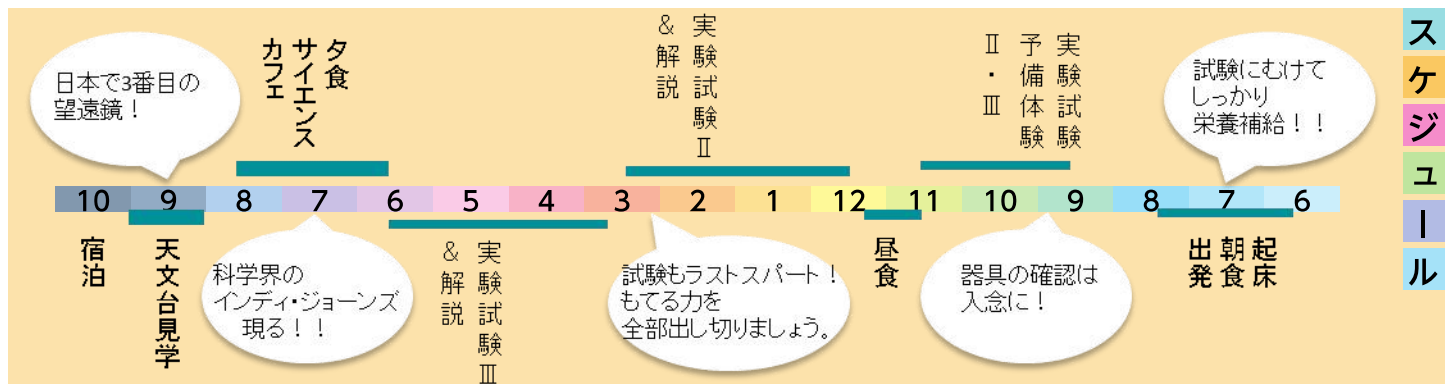 スケジュール
試験にむけて
しっかり
栄養補給！！
起床
朝食
出発
実験試験
予備体験
Ⅱ・Ⅲ
器具の確認は
入念に！
昼食
実験試験Ⅱ
&解説
試験もラストスパート！
もてる力を
全部出し切りましょう。
実験試験Ⅲ
&解説
夕食
サイエンス
カフェ
科学界の
インディ・ジョーンズ
現る！！
日本で3番目の
望遠鏡！
天文台見学
宿泊
10 9 8 7 6 5 4 3 2 1 12 11 10 9 8 7 6